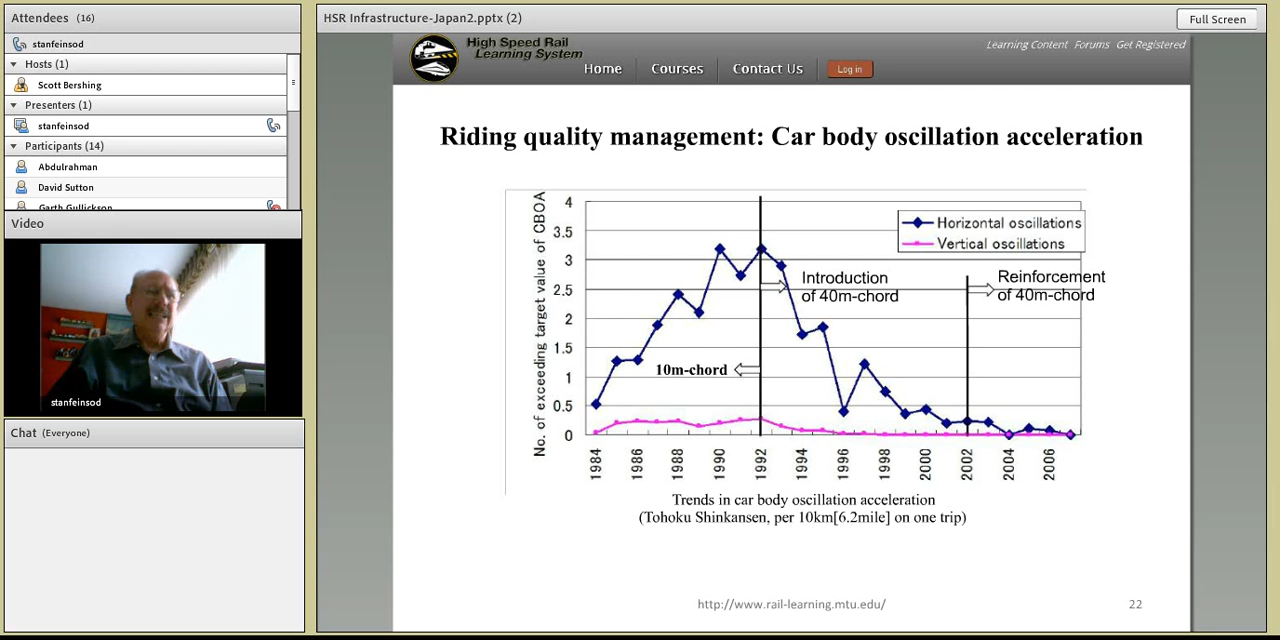 Attendees (16)
stanfeinsod
Hosts (1)
Scott Bershing
Presenters (1)
stanfeinsod
Participants (14)
Abdulrahman
David Sutton
Garth Gullickson
Video
stanfeinsod
Chat (Everyone)
HSR Infrastructure-Japan2.pptx (2)
Full Screen
High Speed Rail
Learning System
Learning Content Forums Get Registered
Home Courses Contact Us Log in
Riding quality management: Car body oscillation acceleration
No. of exceeding target value of CBOA
4
3.5
3
2.5
2
1.5
1
0.5
0
Horizontal oscillations
Vertical oscillations
Introduction
of 40m-chord
Reinforcement
of 40m-chord
10m-chord
1984 1986 1988 1990 1992 1994 1996 1998 2000 2002 2004 2006
Trends in car body oscillation acceleration
(Tohoku Shinkansen, per 10km[6.2mile] on one trip)
http://www.rail-learning.mtu.edu/
22